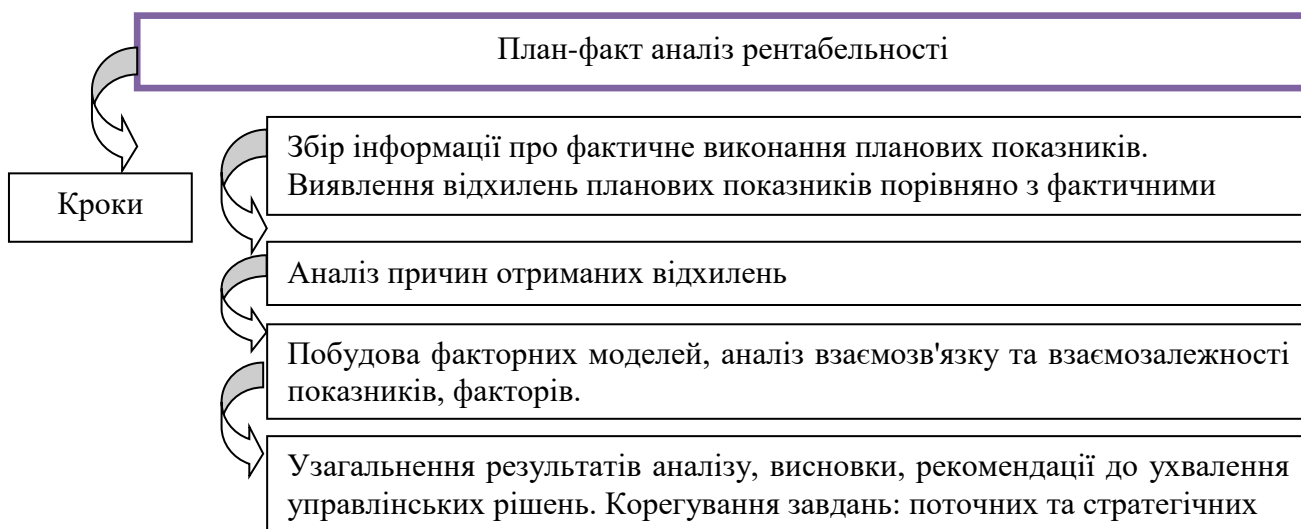 План-факт аналіз рентабельності
Збір інформації про фактичне виконання планових показників.
Виявлення відхилень планових показників порівняно з фактичними
Кроки
Аналіз причин отриманих відхилень
Побудова факторних моделей, аналіз взаємозв'язку та взаємозалежності
показників, факторів.
Узагальнення результатів аналізу, висновки, рекомендації до ухвалення
управлінських рішень. Корегування завдань: поточних та стратегічних